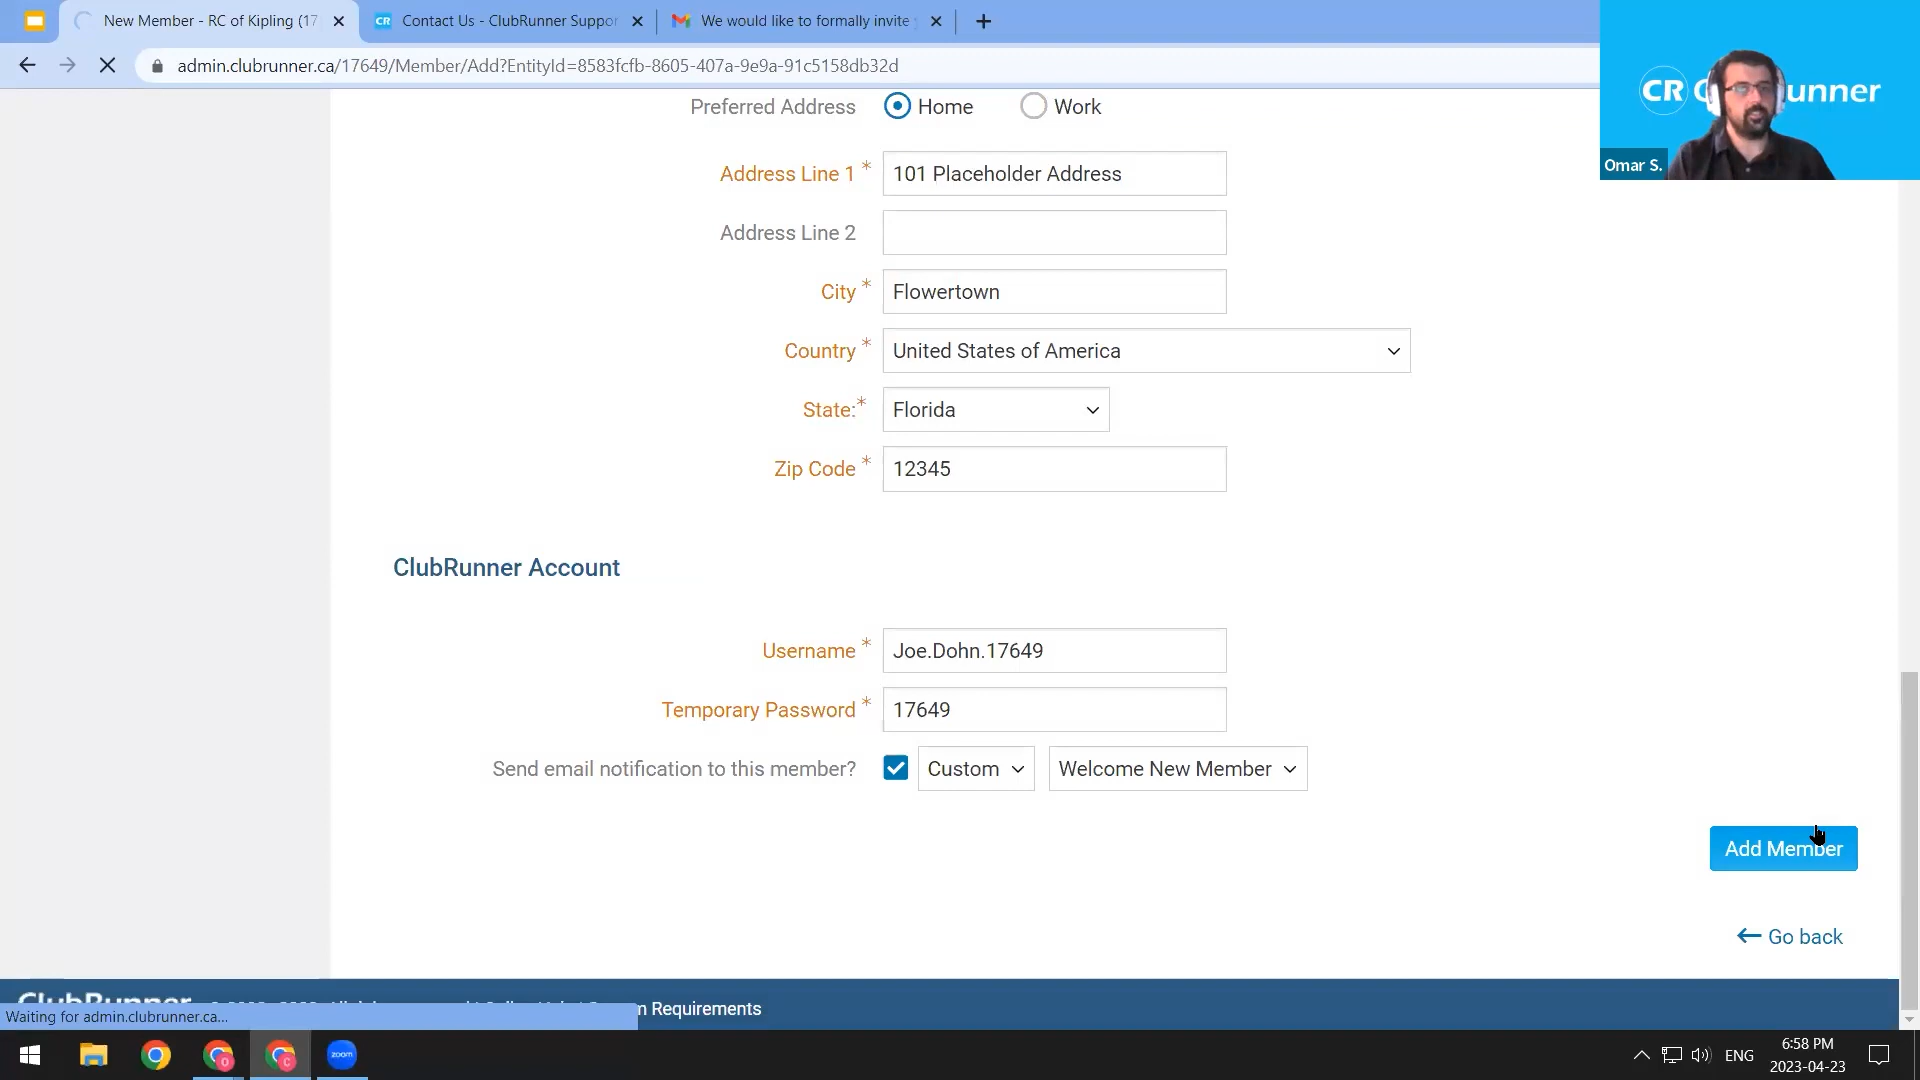 New Member - RC of Kipling (17
Contact Us - ClubRunner Suppor
We would like to formally invite
admin.clubrunner.ca/17649/Member/Add?EntityId=8583fcfb-8605-407a-9e9a-91c5158db32d
CR unner
Omar S.
Preferred Address Home Work
Address Line 1 * 101 Placeholder Address
Address Line 2
City * Flowertown
Country * United States of America
State:* Florida
Zip Code * 12345
ClubRunner Account
Username * Joe.Dohn.17649
Temporary Password * 17649
Send email notification to this member? Custom Welcome New Member
Add Member
Go back
ClubRunner n Requirements
Waiting for admin.clubrunner.ca...
zoom
ENG
6:58 PM
2023-04-23